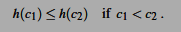 h(c₁) ≤ h(c₂) if c₁ < c₂ .